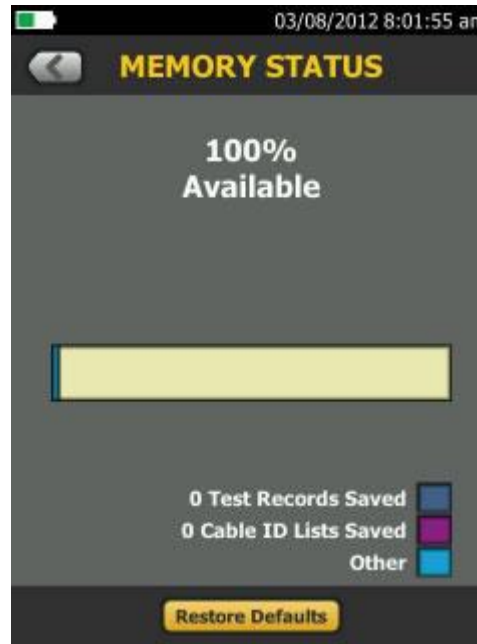 03/08/2012 8:01:55 am
MEMORY STATUS
100%
Available
0 Test Records Saved
0 Cable ID Lists Saved
Other
Restore Defaults